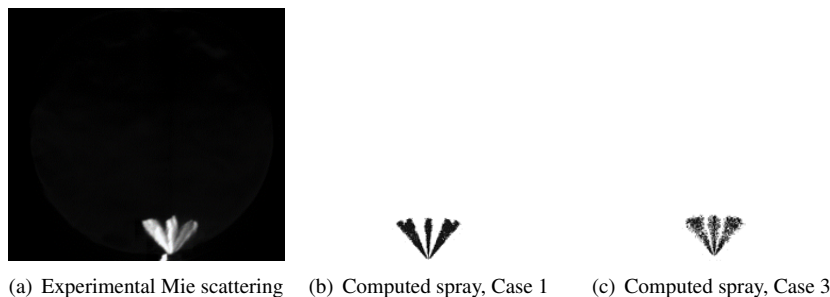 (a) Experimental Mie scattering (b) Computed spray, Case 1 (c) Computed spray, Case 3